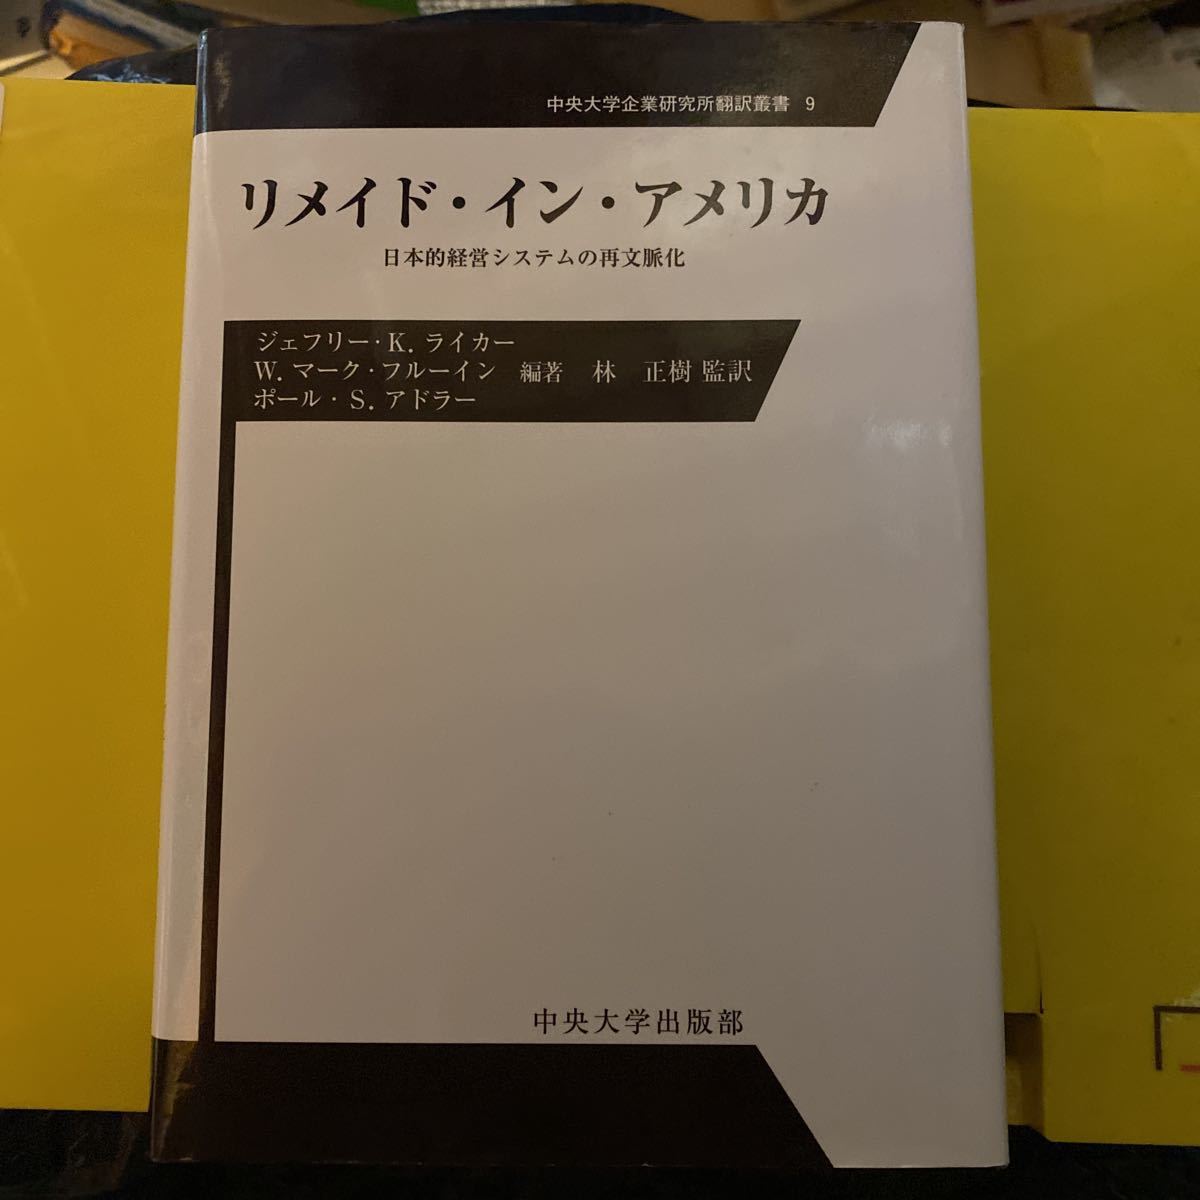 中央大学企業研究所翻訳叢書 9
リメイド・イン・アメリカ
日本的経営システムの再文脈化
ジェフリー・K. ライカー
W. マーク・フルーイン 編著 林 正樹 監訳
ポール・S. アドラー
中央大学出版部